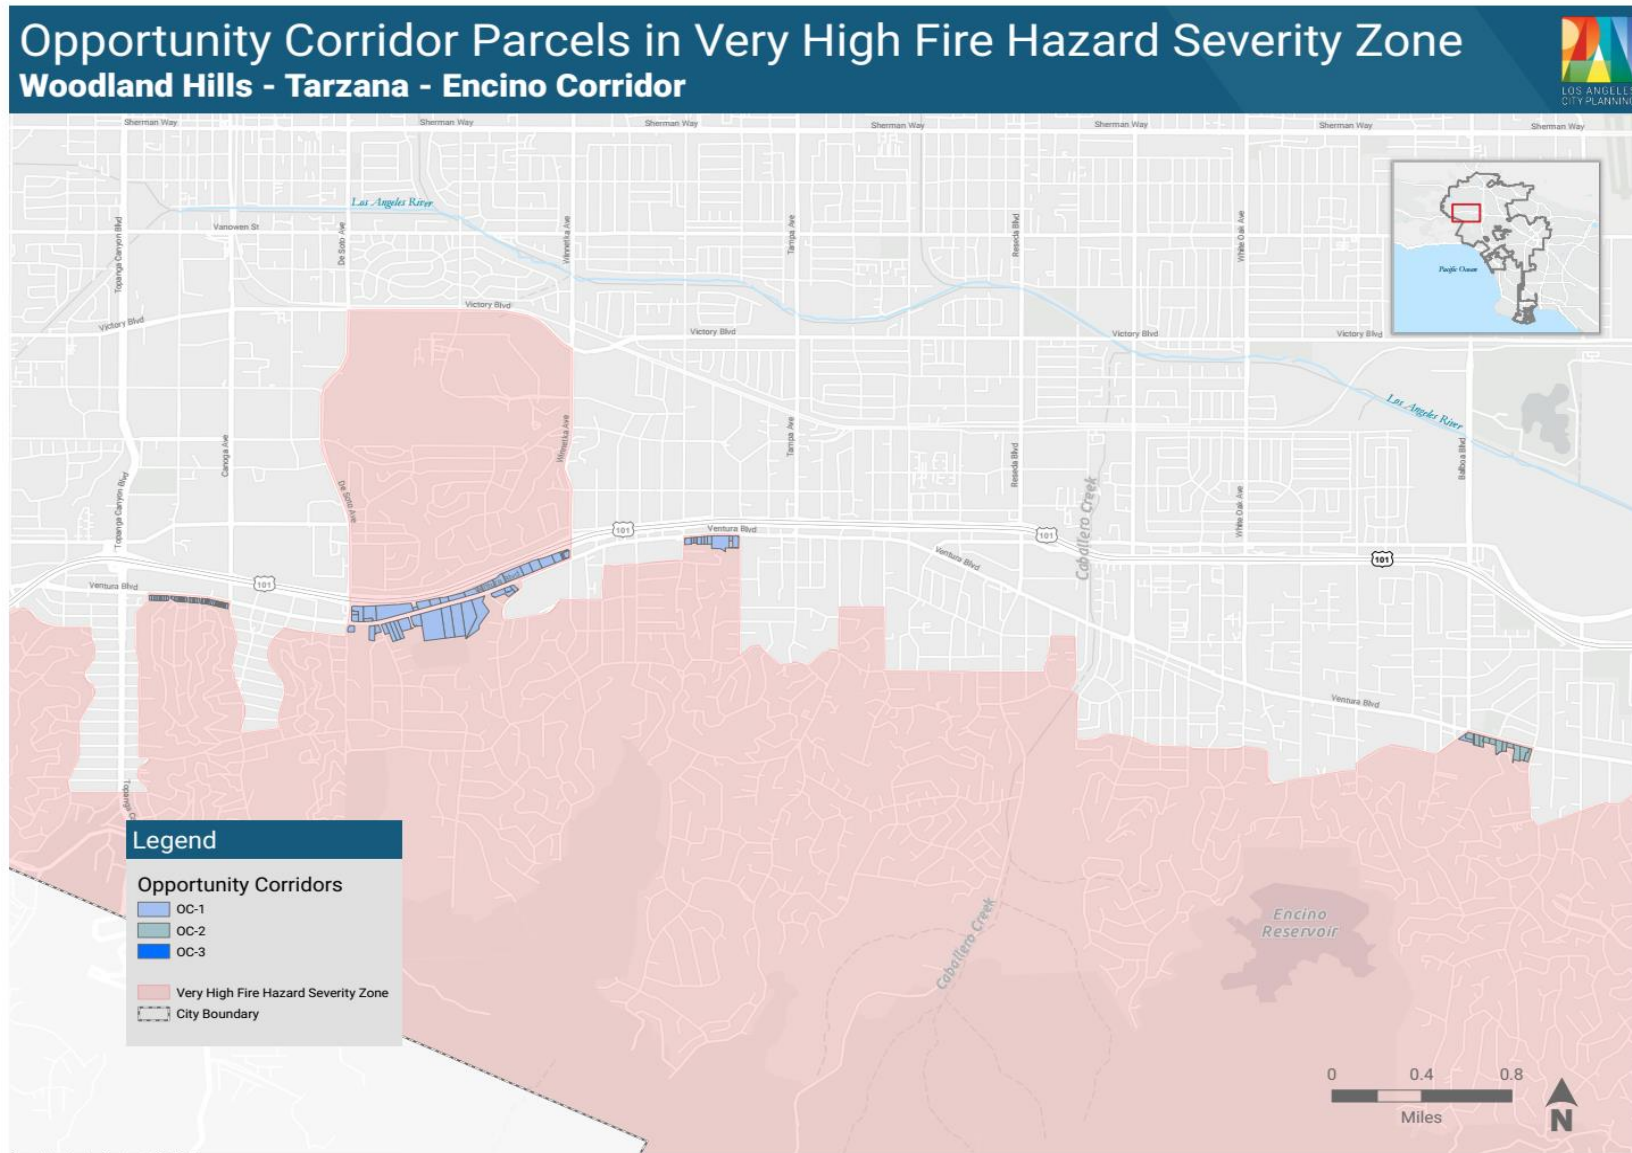 Opportunity Corridor Parcels in Very High Fire Hazard Severity Zone
Woodland Hills - Tarzana - Encino Corridor
LOS ANGELES
CITY PLANNING
Sherman Way
Sherman Way
Sherman Way
Sherman Way
Sherman Way
Sherman Way
Sherman Way
Los Angeles River
Vanowen St
Topanga Canyon Blvd
De Soto Ave
Winnetka Ave
Tampa Ave
Reseda Blvd
White Oak Ave
Pacific Ocean
Victory Blvd
Victory Blvd
Victory Blvd
Victory Blvd
Victory Blvd
Los Angeles River
Topanga Canyon Blvd
Canoga Ave
De Soto Ave
Winnetka Ave
Tampa Ave
Reseda Blvd
Caballero Creek
White Oak Ave
Balboa Blvd
101
Ventura Blvd
101
Ventura Blvd
101
Ventura Blvd
101
Ventura Blvd
Legend
Opportunity Corridors
OC-1
OC-2
OC-3
Very High Fire Hazard Severity Zone
City Boundary
Caballero Creek
Encino
Reservoir
0 0.4 0.8
Miles
N